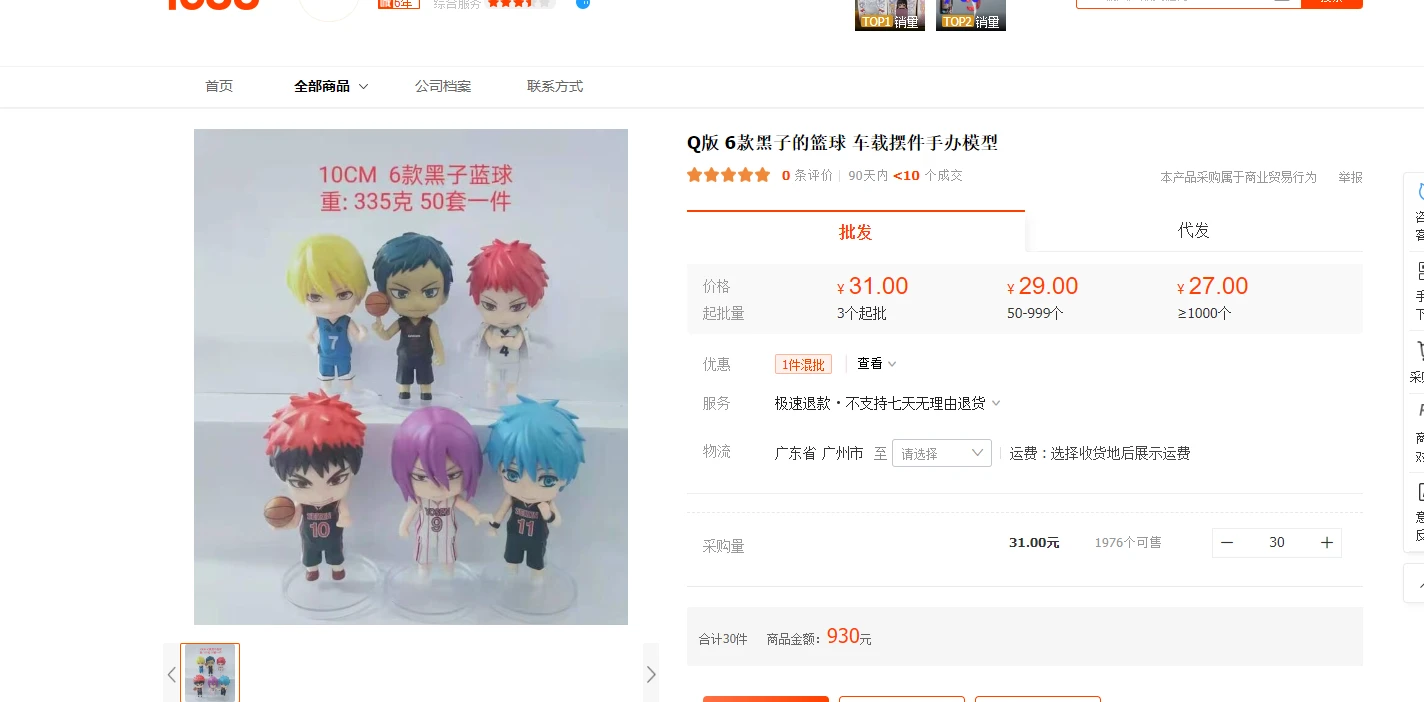 6年
综合服务
TOP1 销量
TOP2 销量
首页
全部商品
公司档案
联系方式
10CM 6款黑子蓝球
重: 335克 50套一件
7
4
10
YOSEN
9
11
Q版 6款黑子的篮球 车载摆件手办模型
0 条评价
90天内 <10 个成交
本产品采购属于商业贸易行为
举报
批发
代发
价格
¥ 31.00
¥ 29.00
¥ 27.00
起批量
3个起批
50-999个
≥1000个
优惠
1件混批
查看
服务
极速退款·不支持七天无理由退货
物流
广东省 广州市 至 请选择
运费：选择收货地后展示运费
采购量
31.00元
1976个可售
30
合计30件
商品金额: 930元